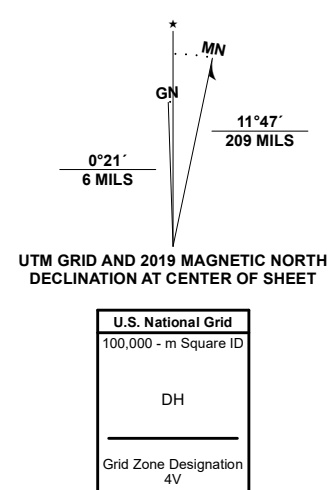 ★
MN
GN
11°47´
209 MILS
0°21´
6 MILS
UTM GRID AND 2019 MAGNETIC NORTH
DECLINATION AT CENTER OF SHEET
U.S. National Grid
100,000 - m Square ID
DH
Grid Zone Designation
4V